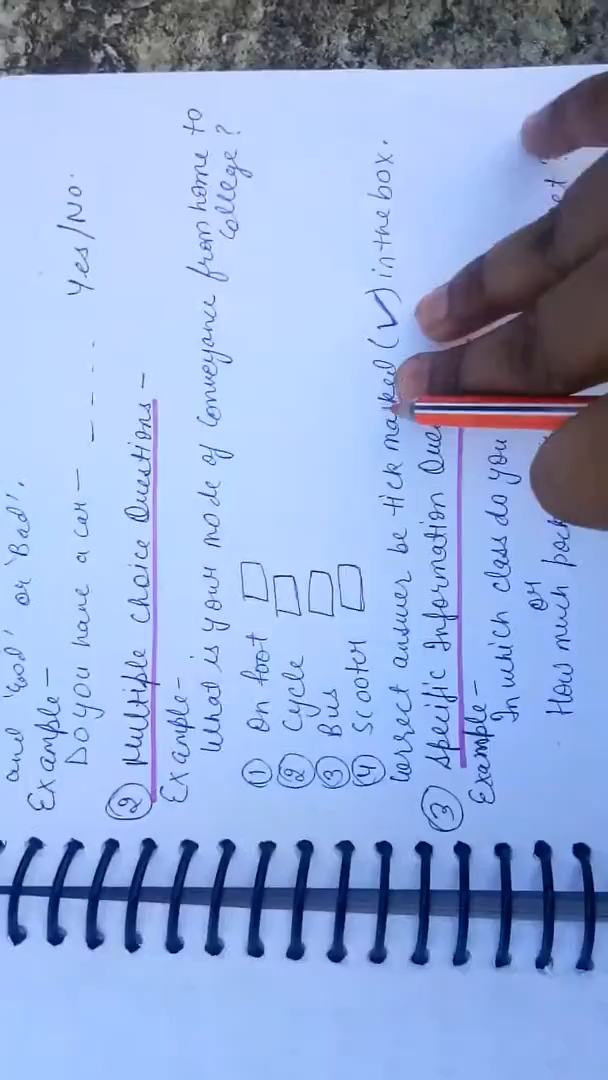 and 'Good' or 'Bad'.
Example-
Do you have a car - - - - - Yes/No.
② Multiple choice Questions -
Example-
What is your mode of Conveyance from home to
College?
① On foot
② Cycle
③ Bus
④ Scooter
Correct answer be tick marked (✓) in the box.
③ Specific Information
Example-
In which class do you
or
How much